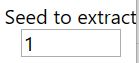 Seed to extract
1